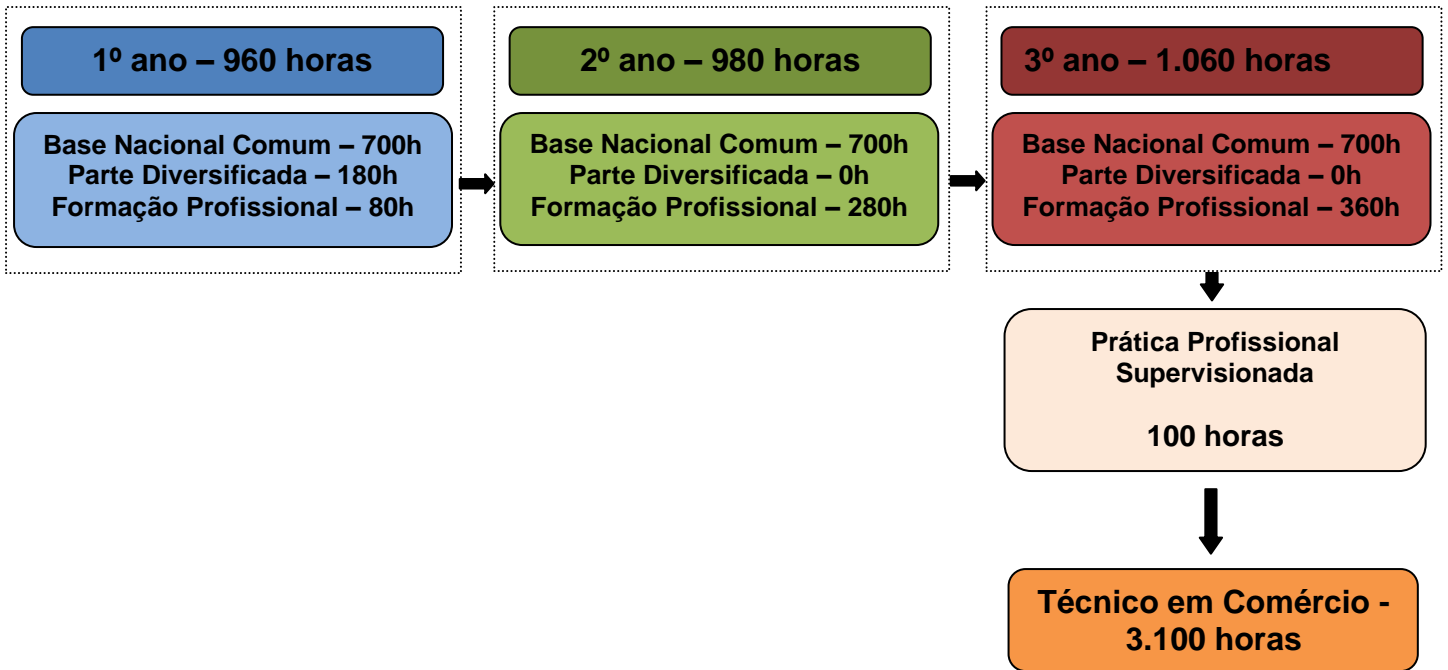 1º ano – 960 horas
Base Nacional Comum – 700h
Parte Diversificada – 180h
Formação Profissional – 80h
2º ano – 980 horas
Base Nacional Comum – 700h
Parte Diversificada – 0h
Formação Profissional – 280h
3º ano – 1.060 horas
Base Nacional Comum – 700h
Parte Diversificada – 0h
Formação Profissional – 360h
Prática Profissional
Supervisionada
100 horas
Técnico em Comércio -
3.100 horas